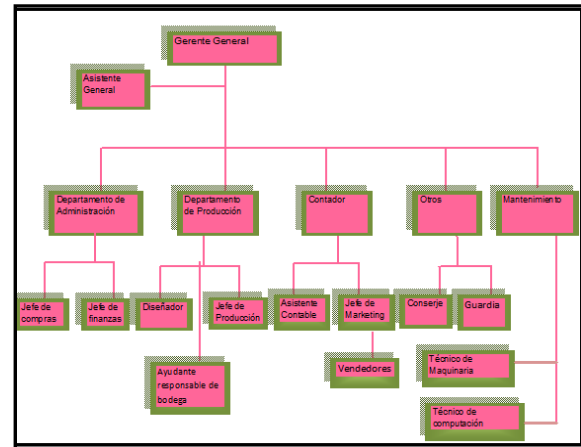 Gerente General
Asistente
General
Departamento de
Administración
Departamento
de Producción
Contador
Otros
Mantenimiento
Jefe de
compras
Jefe de
finanzas
Diseñador
Jefe de
Producción
Asistente
Contable
Jefe de
Marketing
Conserje
Guardia
Ayudante
responsable de
bodega
Vendedores
Técnico de
Maquinaria
Técnico de
computación